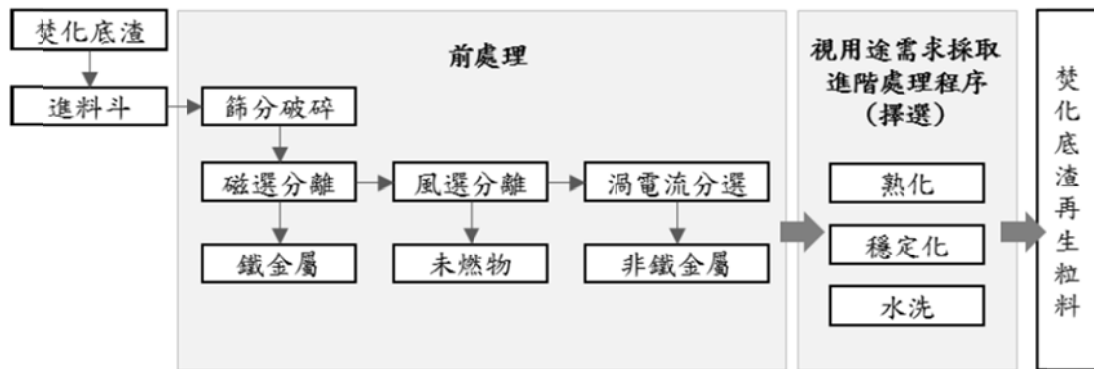 焚化底渣
進料斗
前處理
篩分破碎
磁選分離
風選分離
渦電流分選
鐵金屬
未燃物
非鐵金屬
視用途需求採取
進階處理程序
(擇選)
熟化
穩定化
水洗
焚化底渣再生粒料